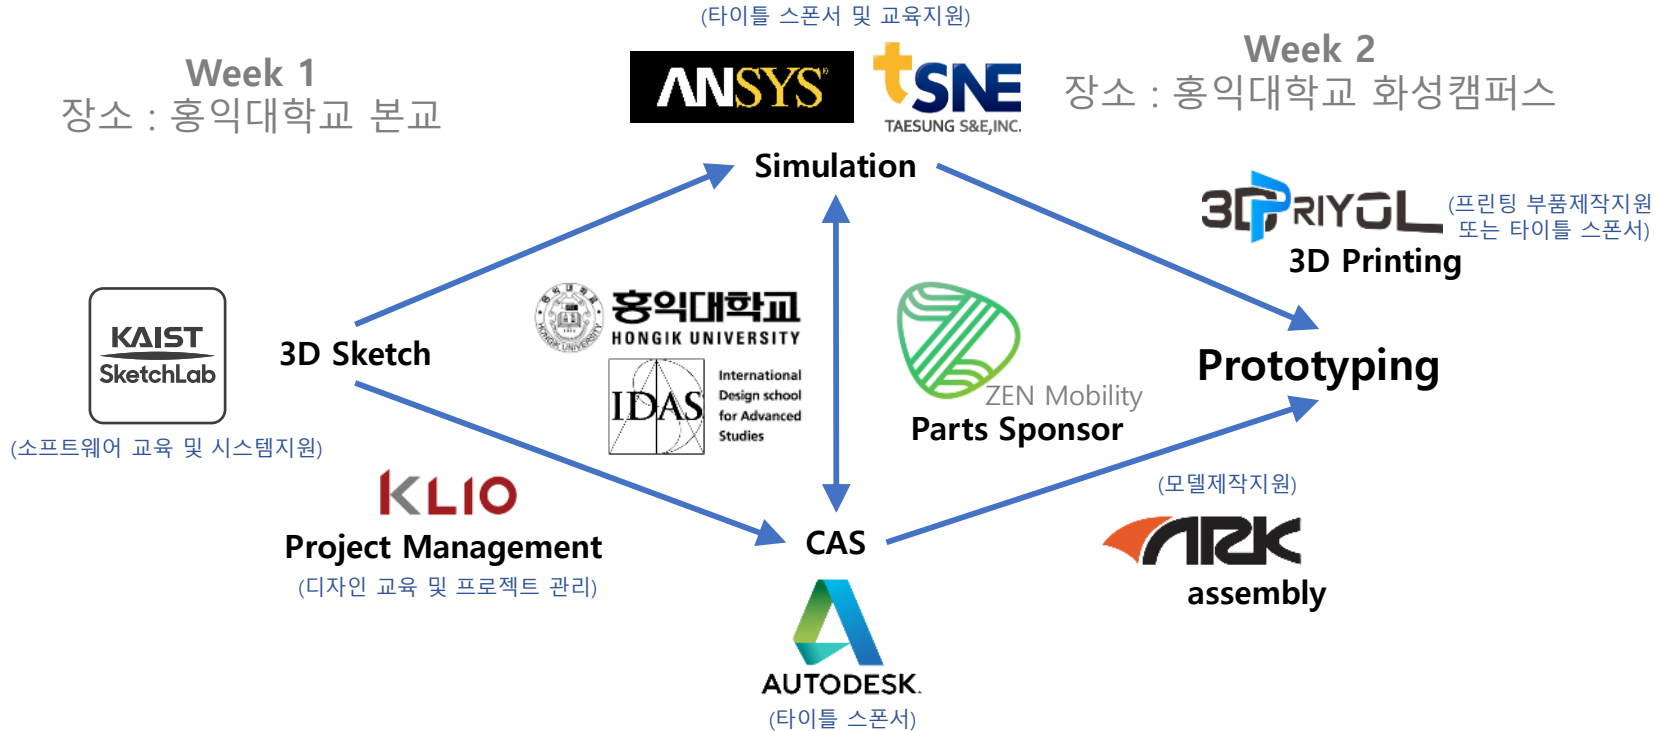 (타이틀 스폰서 및 교육지원)
Week 1
장소 : 홍익대학교 본교
ANSYS®
tSNE
TAESUNG S&E,INC.
Week 2
장소 : 홍익대학교 화성캠퍼스
Simulation
3DPRIYOL
(프린팅 부품제작지원
또는 타이틀 스폰서)
3D Printing
KAIST
SketchLab
(소프트웨어 교육 및 시스템지원)
3D Sketch
홍익대학교
HONGIK UNIVERSITY
IDAS
International
Design school
for Advanced
Studies
ZEN Mobility
Parts Sponsor
Prototyping
KLIO
Project Management
(디자인 교육 및 프로젝트 관리)
CAS
AUTODESK.
(타이틀 스폰서)
(모델제작지원)
ARK
assembly